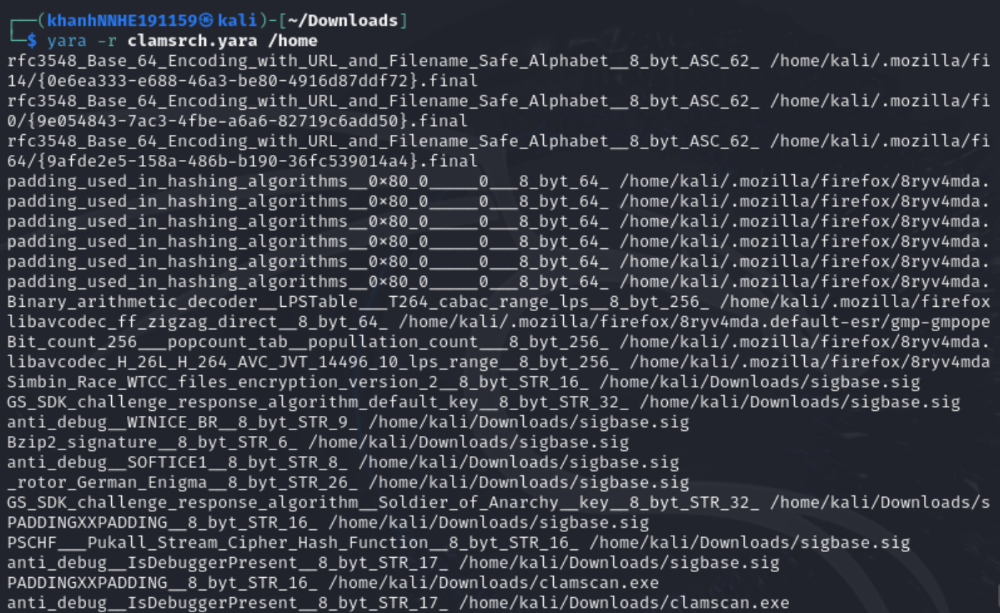 ┌──(khanhNNHE191159㉿kali)-[~/Downloads]
└─$ yara -r clamsrch.yara /home
rfc3548_Base_64_Encoding_with_URL_and_Filename_Safe_Alphabet__8_byt_ASC_62_ /home/kali/.mozilla/fi
14/{0e6ea333-e688-46a3-be80-4916d87ddf72}.final
rfc3548_Base_64_Encoding_with_URL_and_Filename_Safe_Alphabet__8_byt_ASC_62_ /home/kali/.mozilla/fi
0/{9e054843-7ac3-4fbe-a6a6-82719c6add50}.final
rfc3548_Base_64_Encoding_with_URL_and_Filename_Safe_Alphabet__8_byt_ASC_62_ /home/kali/.mozilla/fi
64/{9afde2e5-158a-486b-b190-36fc539014a4}.final
padding_used_in_hashing_algorithms__0×80_0_____0___8_byt_64_ /home/kali/.mozilla/firefox/8ryv4mda.
padding_used_in_hashing_algorithms__0×80_0_____0___8_byt_64_ /home/kali/.mozilla/firefox/8ryv4mda.
padding_used_in_hashing_algorithms__0×80_0_____0___8_byt_64_ /home/kali/.mozilla/firefox/8ryv4mda.
padding_used_in_hashing_algorithms__0×80_0_____0___8_byt_64_ /home/kali/.mozilla/firefox/8ryv4mda.
padding_used_in_hashing_algorithms__0×80_0_____0___8_byt_64_ /home/kali/.mozilla/firefox/8ryv4mda.
padding_used_in_hashing_algorithms__0×80_0_____0___8_byt_64_ /home/kali/.mozilla/firefox/8ryv4mda.
Binary_arithmetic_decoder__LPSTable___T264_cabac_range_lps__8_byt_256_ /home/kali/.mozilla/firefox
libavcodec_ff_zigzag_direct__8_byt_64_ /home/kali/.mozilla/firefox/8ryv4mda.default-esr/gmp-gmpope
Bit_count_256___popcount_tab__popullation_count___8_byt_256_ /home/kali/.mozilla/firefox/8ryv4mda.
libavcodec_H_26L_H_264_AVC_JVT_14496_10_lps_range__8_byt_256_ /home/kali/.mozilla/firefox/8ryv4mda
Simbin_Race_WTCC_files_encryption_version_2__8_byt_STR_16_ /home/kali/Downloads/sigbase.sig
GS_SDK_challenge_response_algorithm_default_key__8_byt_STR_32_ /home/kali/Downloads/sigbase.sig
anti_debug__WINICE_BR__8_byt_STR_9_ /home/kali/Downloads/sigbase.sig
Bzip2_signature__8_byt_STR_6_ /home/kali/Downloads/sigbase.sig
anti_debug__SOFTICE1__8_byt_STR_8_ /home/kali/Downloads/sigbase.sig
_rotor_German_Enigma__8_byt_STR_26_ /home/kali/Downloads/sigbase.sig
GS_SDK_challenge_response_algorithm__Soldier_of_Anarchy__key__8_byt_STR_32_ /home/kali/Downloads/s
PADDINGXXPADDING__8_byt_STR_16_ /home/kali/Downloads/sigbase.sig
PSCHF___Pukall_Stream_Cipher_Hash_Function__8_byt_STR_16_ /home/kali/Downloads/sigbase.sig
anti_debug__IsDebuggerPresent__8_byt_STR_17_ /home/kali/Downloads/sigbase.sig
PADDINGXXPADDING__8_byt_STR_16_ /home/kali/Downloads/clamscan.exe
anti_debug__IsDebuggerPresent__8_byt_STR_17_ /home/kali/Downloads/clamscan.exe